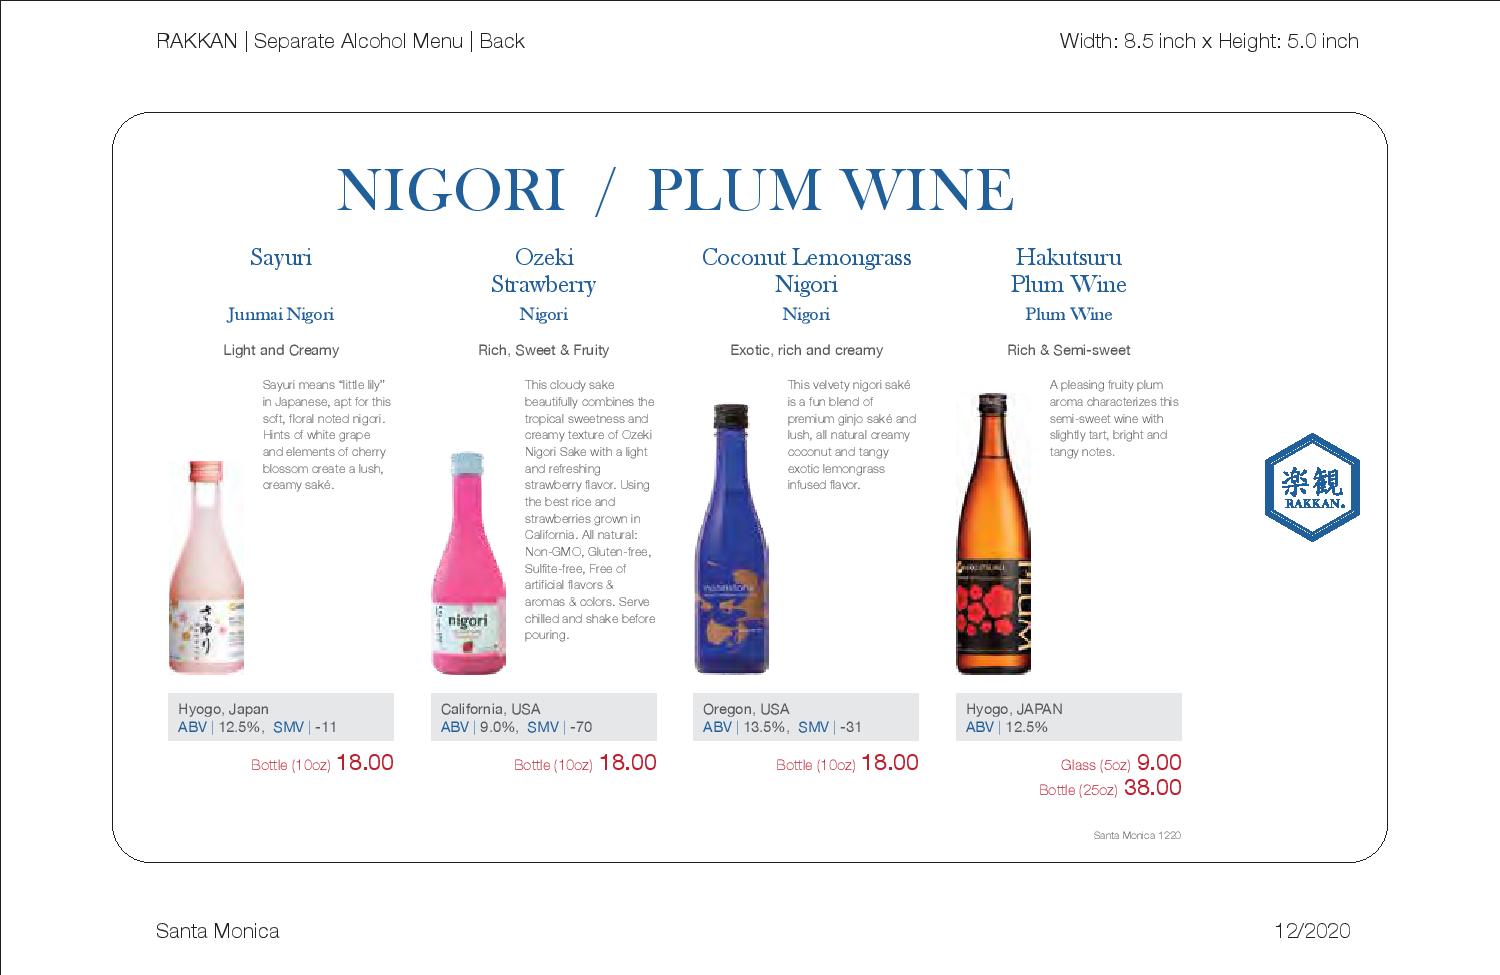 RAKKAN | Separate Alcohol Menu | Back
Width: 8.5 inch x Height: 5.0 inch
NIGORI / PLUM WINE
Sayuri
Junmai Nigori
Light and Creamy
Sayuri means “little lily”
in Japanese, apt for this
soft, floral noted nigori.
Hints of white grape
and elements of cherry
blossom create a lush,
creamy saké.
さゆり
Hyogo, Japan
ABV | 12.5%, SMV | -11
Bottle (10oz) 18.00
Ozeki
Strawberry
Nigori
Rich, Sweet & Fruity
This cloudy sake
beautifully combines the
tropical sweetness and
creamy texture of Ozeki
Nigori Sake with a light
and refreshing
strawberry flavor. Using
the best rice and
strawberries grown in
California. All natural:
Non-GMO, Gluten-free,
Sulfite-free, Free of
artificial flavors &
aromas & colors. Serve
chilled and shake before
pouring.
nigori
California, USA
ABV | 9.0%, SMV | -70
Bottle (10oz) 18.00
Coconut Lemongrass
Nigori
Nigori
Exotic, rich and creamy
This velvety nigori saké
is a fun blend of
premium ginjo saké and
lush, all natural creamy
coconut and tangy
exotic lemongrass
infused flavor.
Oregon, USA
ABV | 13.5%, SMV | -31
Bottle (10oz) 18.00
Hakutsuru
Plum Wine
Plum Wine
Rich & Semi-sweet
A pleasing fruity plum
aroma characterizes this
semi-sweet wine with
slightly tart, bright and
tangy notes.
PLUM
Hyogo, JAPAN
ABV | 12.5%
Glass (5oz) 9.00
Bottle (25oz) 38.00
楽観
RAKKAN.
Santa Monica 1220
Santa Monica
12/2020